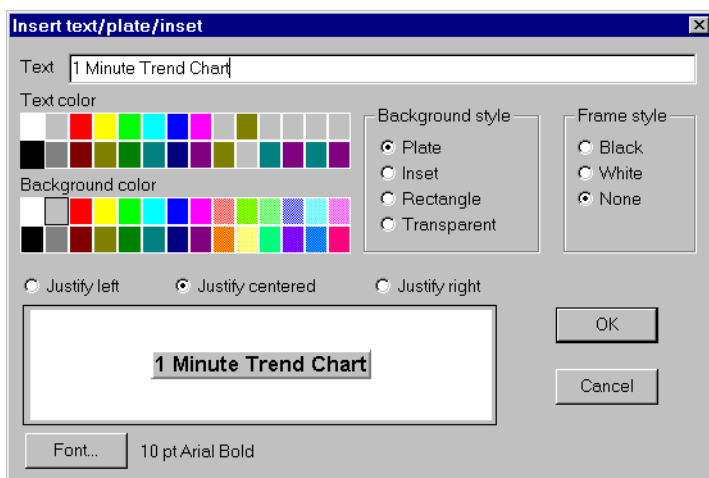 Insert text/plate/inset
Text 1 Minute Trend Chart
Text color
Background color
Background style
Plate
Inset
Rectangle
Transparent
Frame style
Black
White
None
Justify left Justify centered Justify right
1 Minute Trend Chart
OK
Cancel
Font... 10 pt Arial Bold